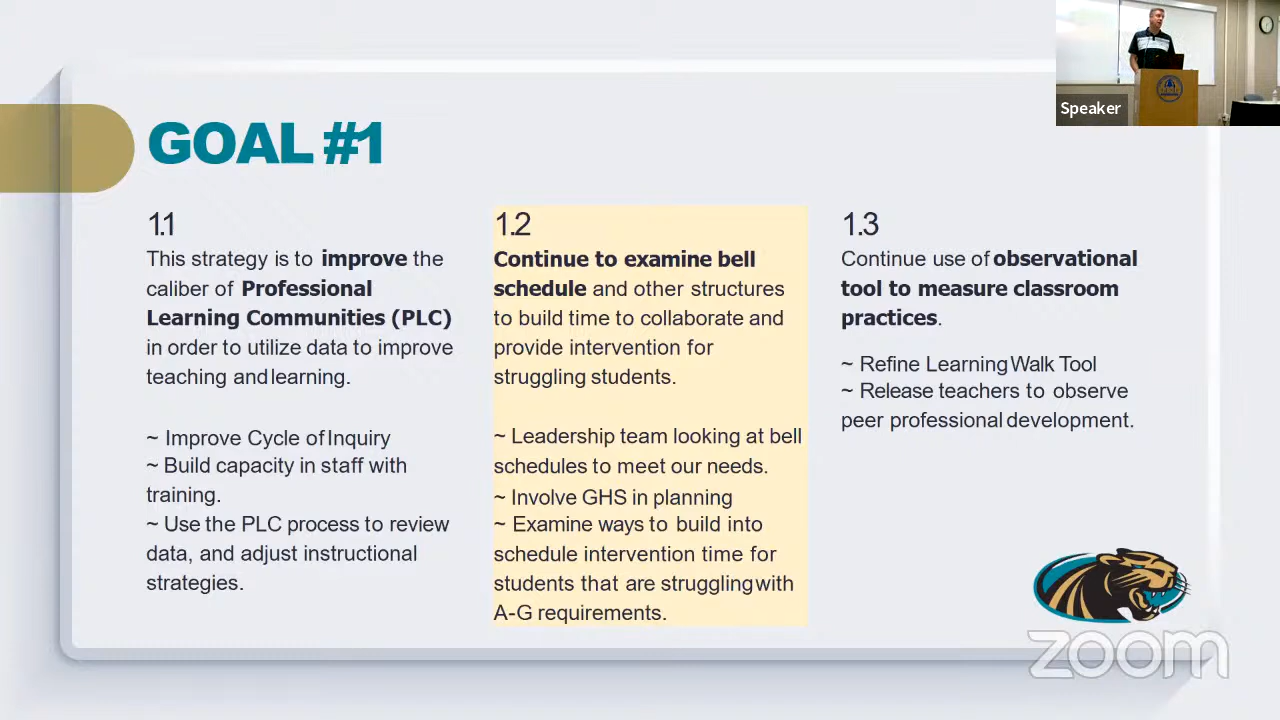 Speaker
GOAL #1
1.1
This strategy is to improve the
caliber of Professional
Learning Communities (PLC)
in order to utilize data to improve
teaching and learning.
~ Improve Cycle of Inquiry
~ Build capacity in staff with
training.
~ Use the PLC process to review
data, and adjust instructional
strategies.
1.2
Continue to examine bell
schedule and other structures
to build time to collaborate and
provide intervention for
struggling students.
~ Leadership team looking at bell
schedules to meet our needs.
~ Involve GHS in planning
~ Examine ways to build into
schedule intervention time for
students that are struggling with
A-G requirements.
1.3
Continue use of observational
tool to measure classroom
practices.
~ Refine Learning Walk Tool
~ Release teachers to observe
peer professional development.
zoom